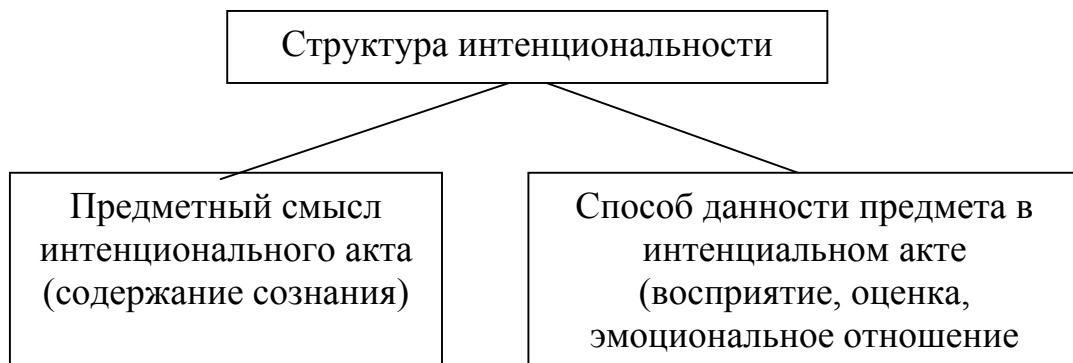 Структура интенциональности
Предметный смысл
интенционального акта
(содержание сознания)
Способ данности предмета в
интенциальном акте
(восприятие, оценка,
эмоциональное отношение